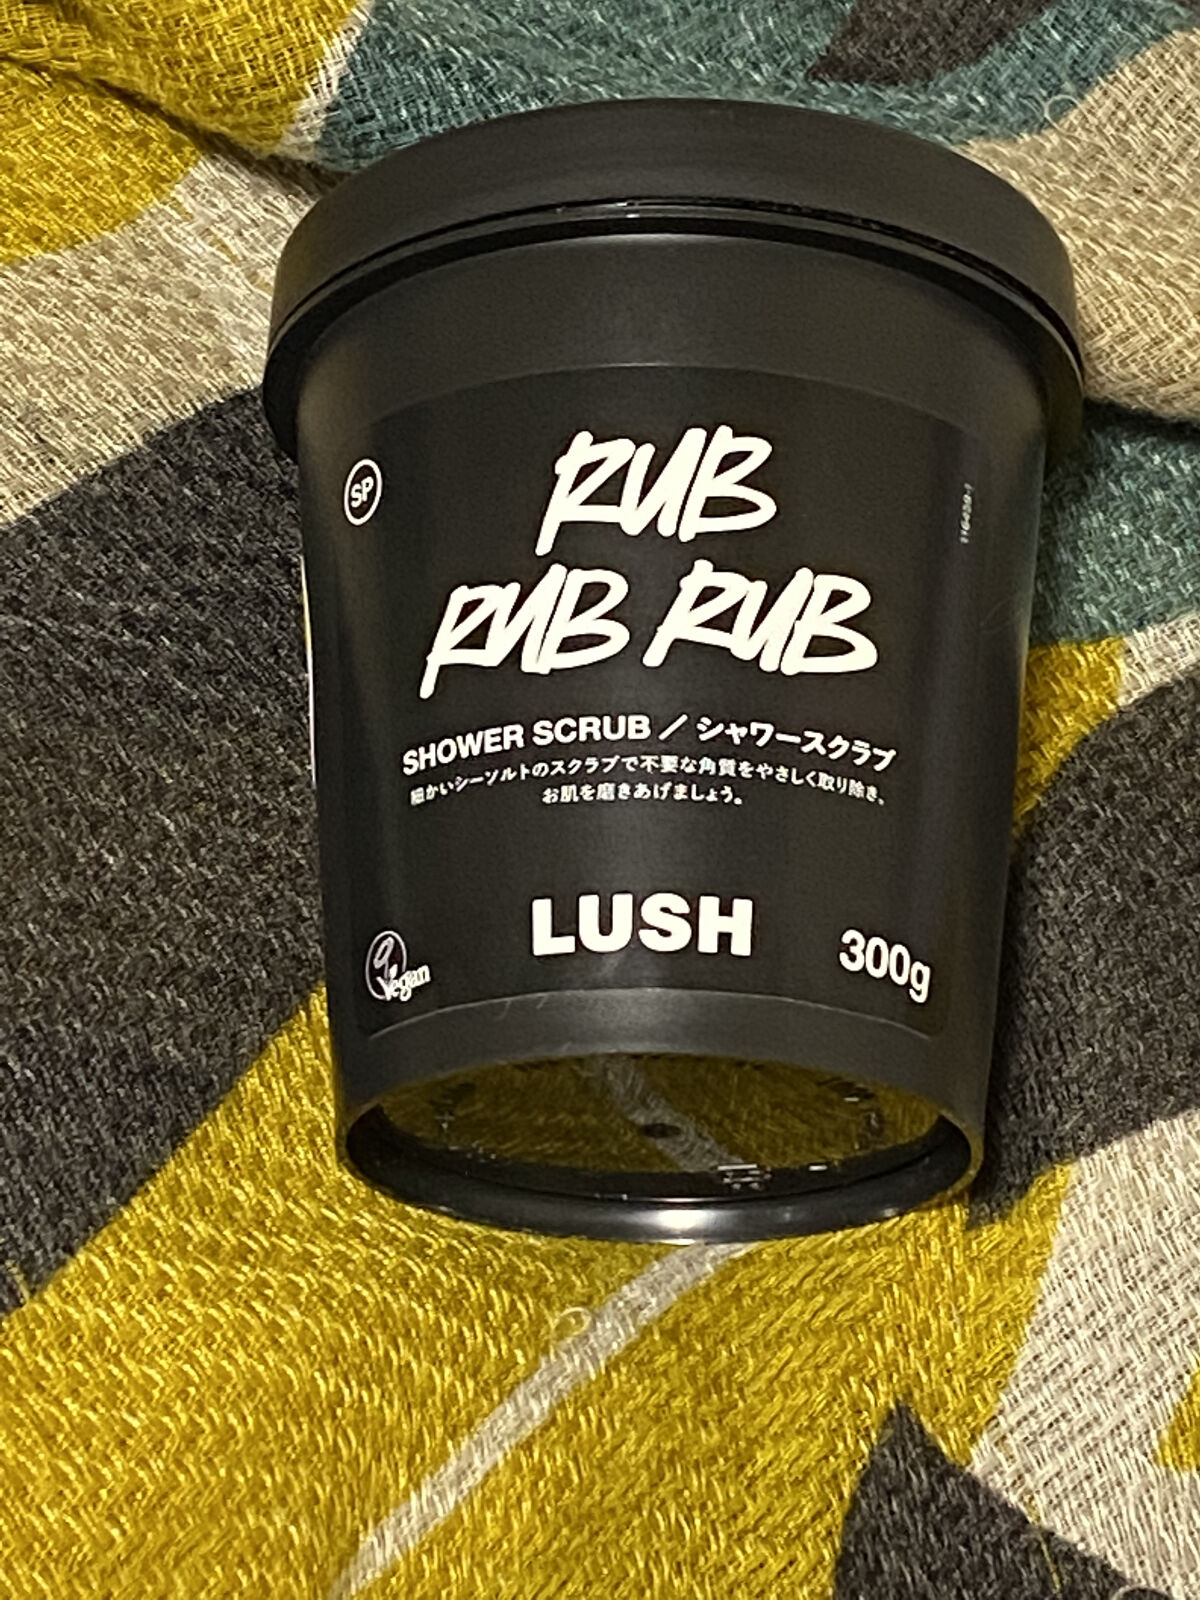 SP
RUB
RUB RUB
SHOWER SCRUB / シャワースクラブ
細かいシーソルトのスクラブで不要な角質をやさしく取り除き、
お肌を磨きあげましょう。
LUSH
Vegan
300g